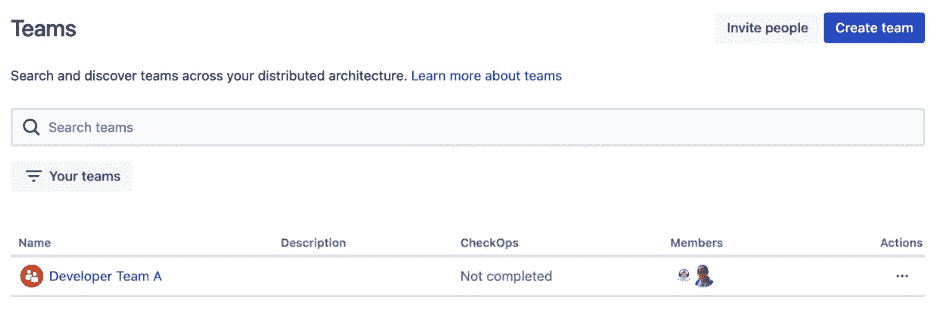 Teams
Invite people
Create team
Search and discover teams across your distributed architecture. Learn more about teams
Search teams
Your teams
Name Description CheckOps Members Actions
Developer Team A Not completed